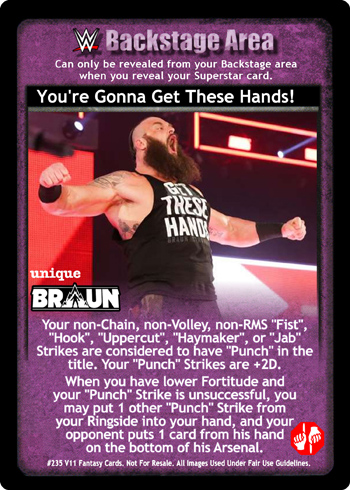 W Backstage Area
Can only be revealed from your Backstage area
when you reveal your Superstar card.
You're Gonna Get These Hands!
GET
THESE
HANDS
unique
BRAUN
Your non-Chain, non-Volley, non-RMS "Fist",
"Hook", "Uppercut", "Haymaker", or "Jab"
Strikes are considered to have "Punch" in the
title. Your "Punch" Strikes are +2D.
When you have lower Fortitude and
your "Punch" Strike is unsuccessful, you
may put 1 other "Punch" Strike from
your Ringside into your hand, and your
opponent puts 1 card from his hand
on the bottom of his Arsenal.
#235 V11 Fantasy Cards. Not For Resale. All Images Used Under Fair Use Guidelines.